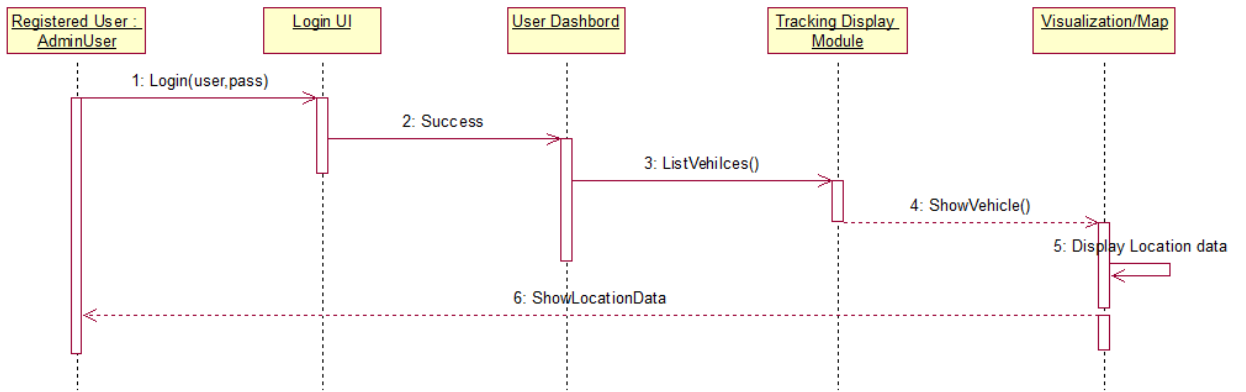 Registered User :
AdminUser
Login UI
User Dashbord
Tracking Display
Module
Visualization/Map
1: Login(user,pass)
2: Success
3: ListVehilces()
4: ShowVehicle()
5: Display Location data
6: ShowLocationData